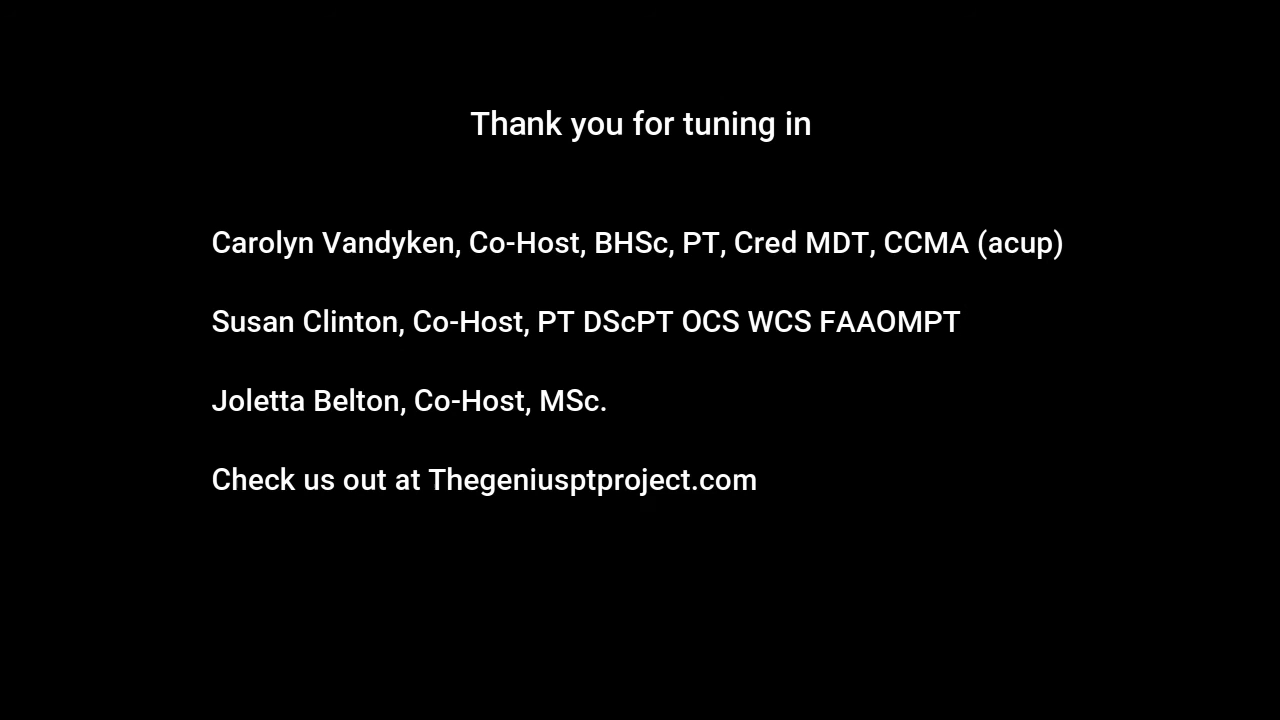 Thank you for tuning in
Carolyn Vandyken, Co-Host, BHSc, PT, Cred MDT, CCMA (acup)
Susan Clinton, Co-Host, PT DScPT OCS WCS FAAOMPT
Joletta Belton, Co-Host, MSc.
Check us out at Thegeniusptproject.com